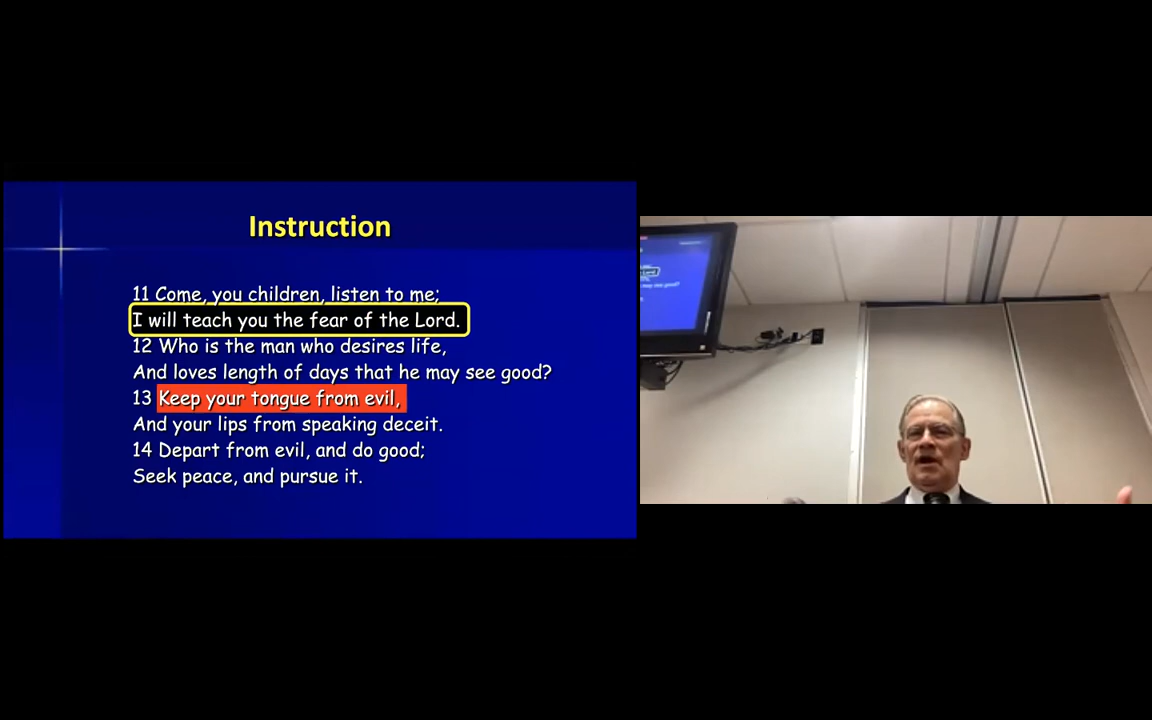 Instruction
11 Come, you children, listen to me;
I will teach you the fear of the Lord.
12 Who is the man who desires life,
And loves length of days that he may see good?
13 Keep your tongue from evil,
And your lips from speaking deceit.
14 Depart from evil, and do good;
Seek peace, and pursue it.